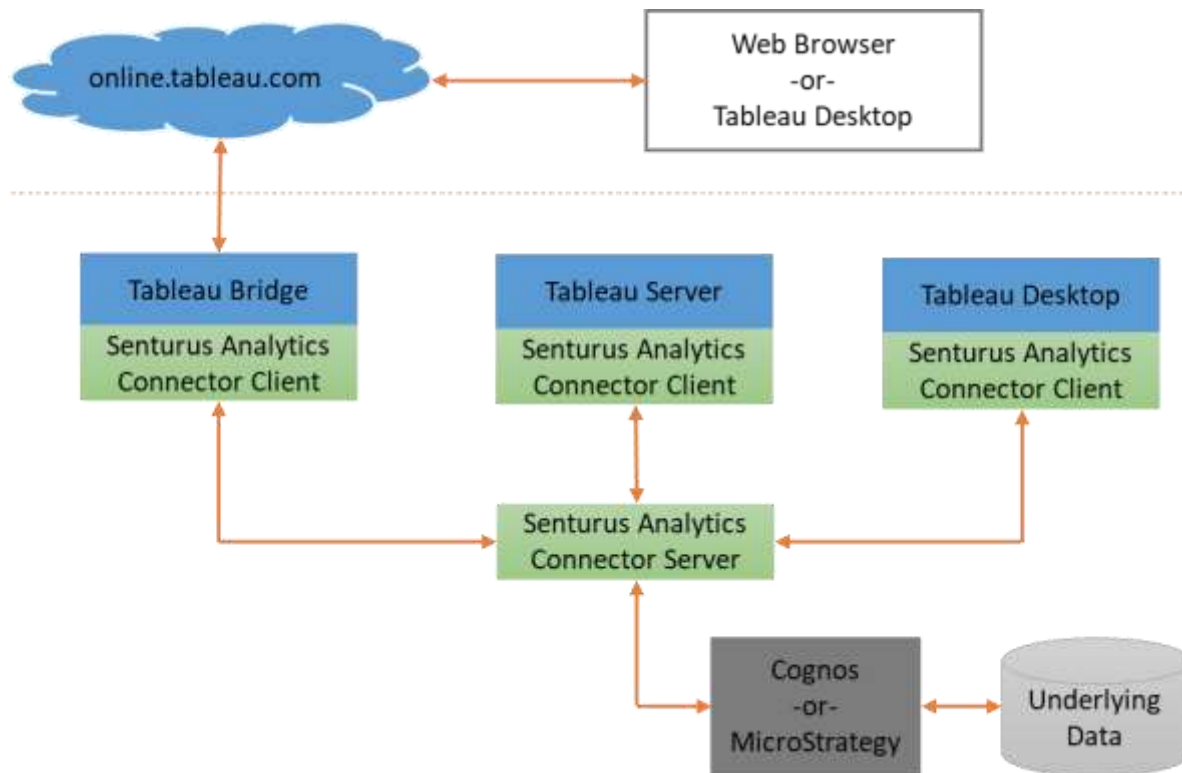 online.tableau.com
Web Browser
-or-
Tableau Desktop
Tableau Bridge
Senturus Analytics
Connector Client
Tableau Server
Senturus Analytics
Connector Client
Tableau Desktop
Senturus Analytics
Connector Client
Senturus Analytics
Connector Server
Cognos
-or-
MicroStrategy
Underlying
Data